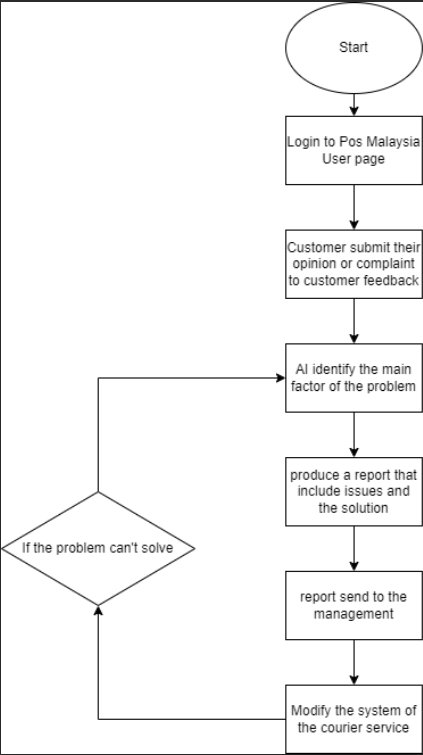 Start
Login to Pos Malaysia
User page
Customer submit their
opinion or complaint
to customer feedback
AI identify the main
factor of the problem
produce a report that
include issues and
the solution
If the problem can't solve
report send to the
management
Modify the system of
the courier service